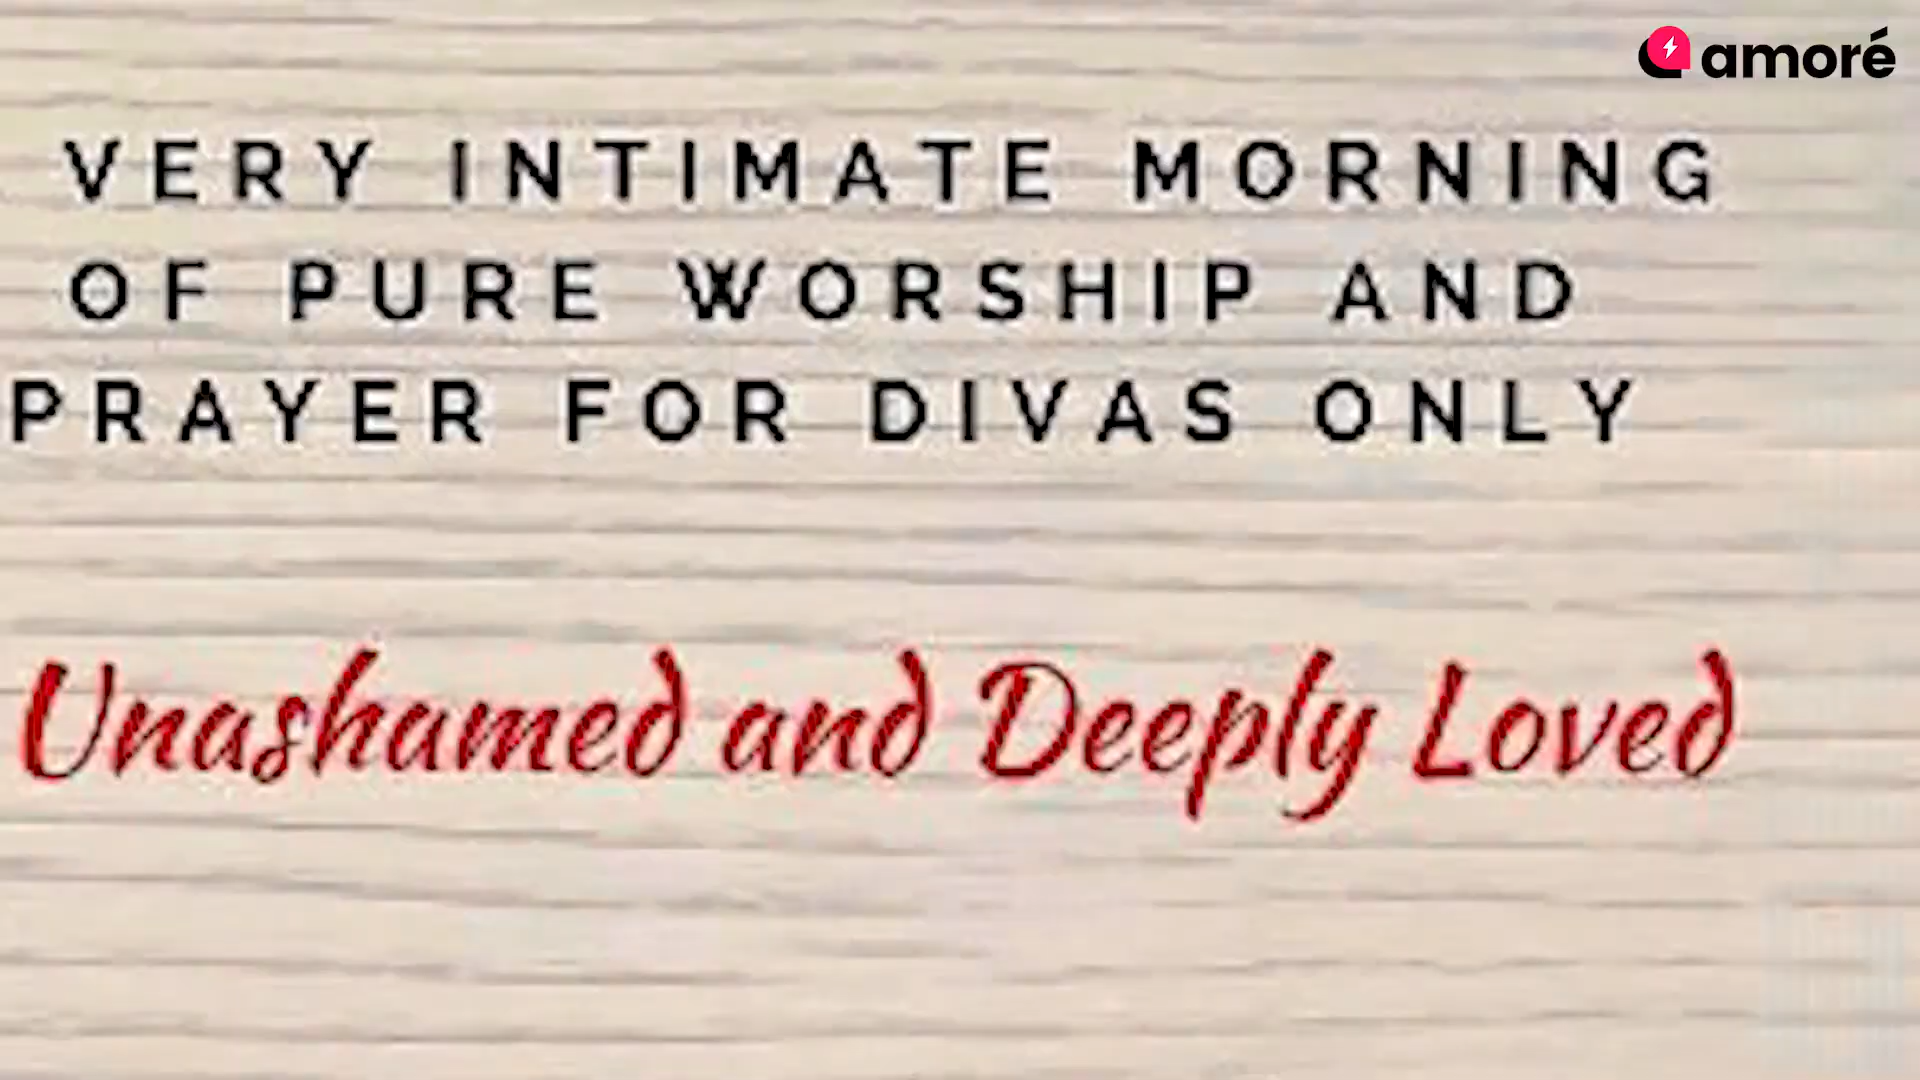 amoré
VERY INTIMATE MORNING
OF PURE WORSHIP AND
PRAYER FOR DIVAS ONLY
Unashamed and Deeply Loved